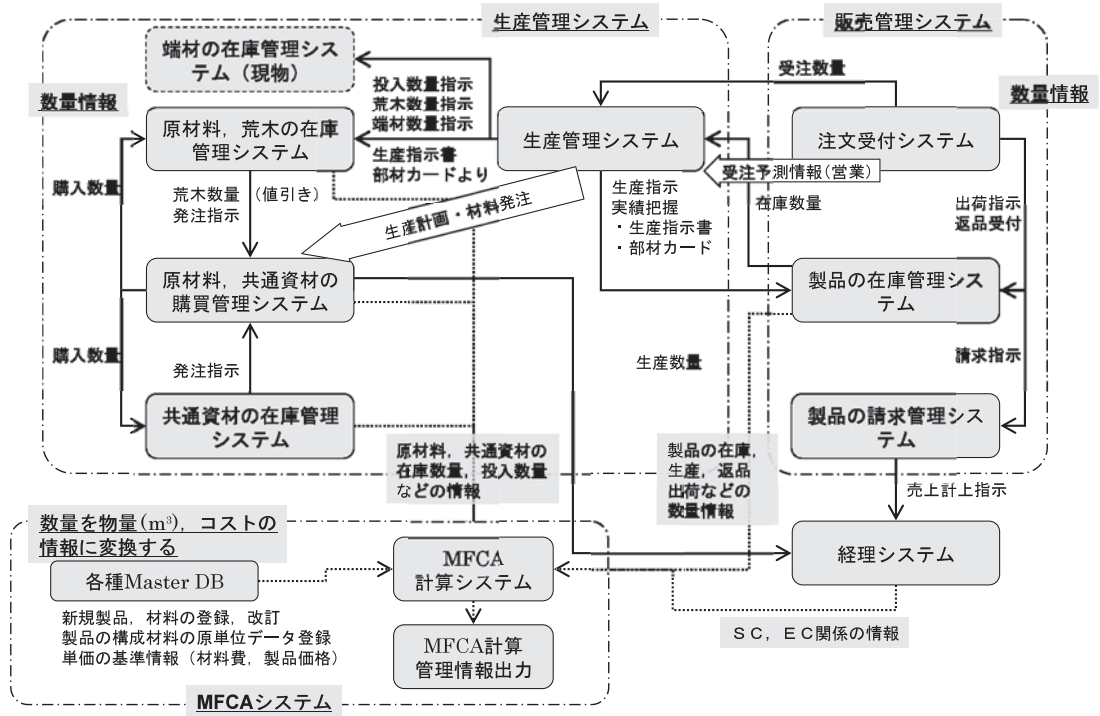 生産管理システム
販売管理システム
端材の在庫管理シス
テム（現物）
数量情報
投入数量指示
荒木数量指示
端材数量指示
受注数量
数量情報
原材料，荒木の在庫
管理システム
生産管理システム
注文受付システム
生産指示書
部材カードより
受注予測情報(営業)
購入数量
荒木数量
発注指示
(値引き)
生産計画・材料発注
生産指示
実績把握
・生産指示書
・部材カード
在庫数量
出荷指示
返品受付
原材料，共通資材の
購買管理システム
製品の在庫管理シス
テム
購入数量
発注指示
生産数量
請求指示
共通資材の在庫管理
システム
製品の請求管理シス
テム
原材料，共通資材の
在庫数量，投入数量
などの情報
製品の在庫，
生産，返品
出荷などの
数量情報
売上計上指示
数量を物量(m³)，コストの
情報に変換する
各種Master DB
MFCA
計算システム
経理システム
新規製品，材料の登録，改訂
製品の構成材料の原単位データ登録
単価の基準情報（材料費，製品価格）
MFCA計算
管理情報出力
ＳＣ，ＥＣ関係の情報
MFCAシステム